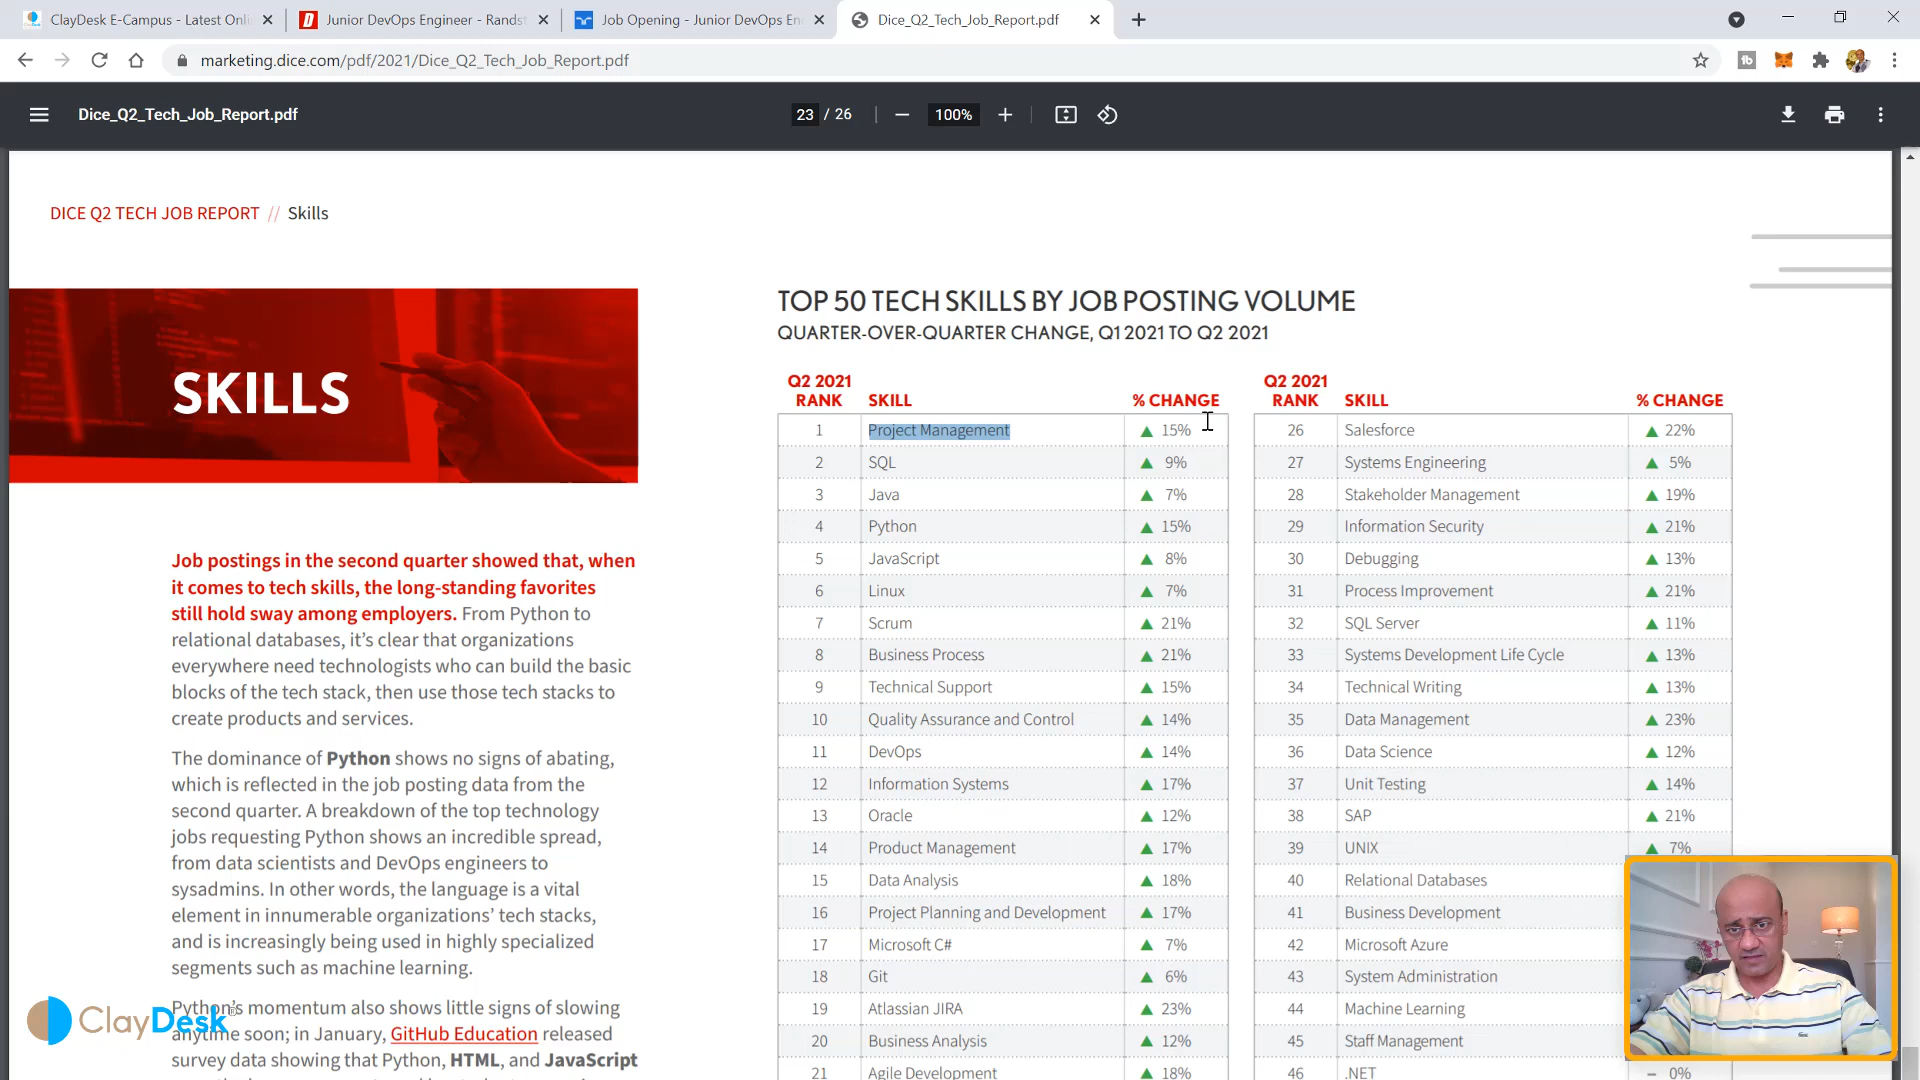 ClayDesk E-Campus - Latest Onli
Junior DevOps Engineer - Randst
Job Opening - Junior DevOps En
Dice_Q2_Tech_Job_Report.pdf
marketing.dice.com/pdf/2021/Dice_Q2_Tech_Job_Report.pdf
Dice_Q2_Tech_Job_Report.pdf
23 / 26
100%
DICE Q2 TECH JOB REPORT // Skills
SKILLS
Job postings in the second quarter showed that, when
it comes to tech skills, the long-standing favorites
still hold sway among employers. From Python to
relational databases, it's clear that organizations
everywhere need technologists who can build the basic
blocks of the tech stack, then use those tech stacks to
create products and services.
The dominance of Python shows no signs of abating,
which is reflected in the job posting data from the
second quarter. A breakdown of the top technology
jobs requesting Python shows an incredible spread,
from data scientists and DevOps engineers to
sysadmins. In other words, the language is a vital
element in innumerable organizations' tech stacks,
and is increasingly being used in highly specialized
segments such as machine learning.
Python's momentum also shows little signs of slowing
anytime soon; in January, GitHub Education released
survey data showing that Python, HTML, and JavaScript
ClayDesk
TOP 50 TECH SKILLS BY JOB POSTING VOLUME
QUARTER-OVER-QUARTER CHANGE, Q1 2021 TO Q2 2021
Q2 2021 RANK SKILL % CHANGE
1 Project Management ▲ 15%
2 SQL ▲ 9%
3 Java ▲ 7%
4 Python ▲ 15%
5 JavaScript ▲ 8%
6 Linux ▲ 7%
7 Scrum ▲ 21%
8 Business Process ▲ 21%
9 Technical Support ▲ 15%
10 Quality Assurance and Control ▲ 14%
11 DevOps ▲ 14%
12 Information Systems ▲ 17%
13 Oracle ▲ 12%
14 Product Management ▲ 17%
15 Data Analysis ▲ 18%
16 Project Planning and Development ▲ 17%
17 Microsoft C# ▲ 7%
18 Git ▲ 6%
19 Atlassian JIRA ▲ 23%
20 Business Analysis ▲ 12%
21 Agile Development ▲ 18%
Q2 2021 RANK SKILL % CHANGE
26 Salesforce ▲ 22%
27 Systems Engineering ▲ 5%
28 Stakeholder Management ▲ 19%
29 Information Security ▲ 21%
30 Debugging ▲ 13%
31 Process Improvement ▲ 21%
32 SQL Server ▲ 11%
33 Systems Development Life Cycle ▲ 13%
34 Technical Writing ▲ 13%
35 Data Management ▲ 23%
36 Data Science ▲ 12%
37 Unit Testing ▲ 14%
38 SAP ▲ 21%
39 UNIX ▲ 7%
40 Relational Databases
41 Business Development
42 Microsoft Azure
43 System Administration
44 Machine Learning
45 Staff Management
46 .NET – 0%